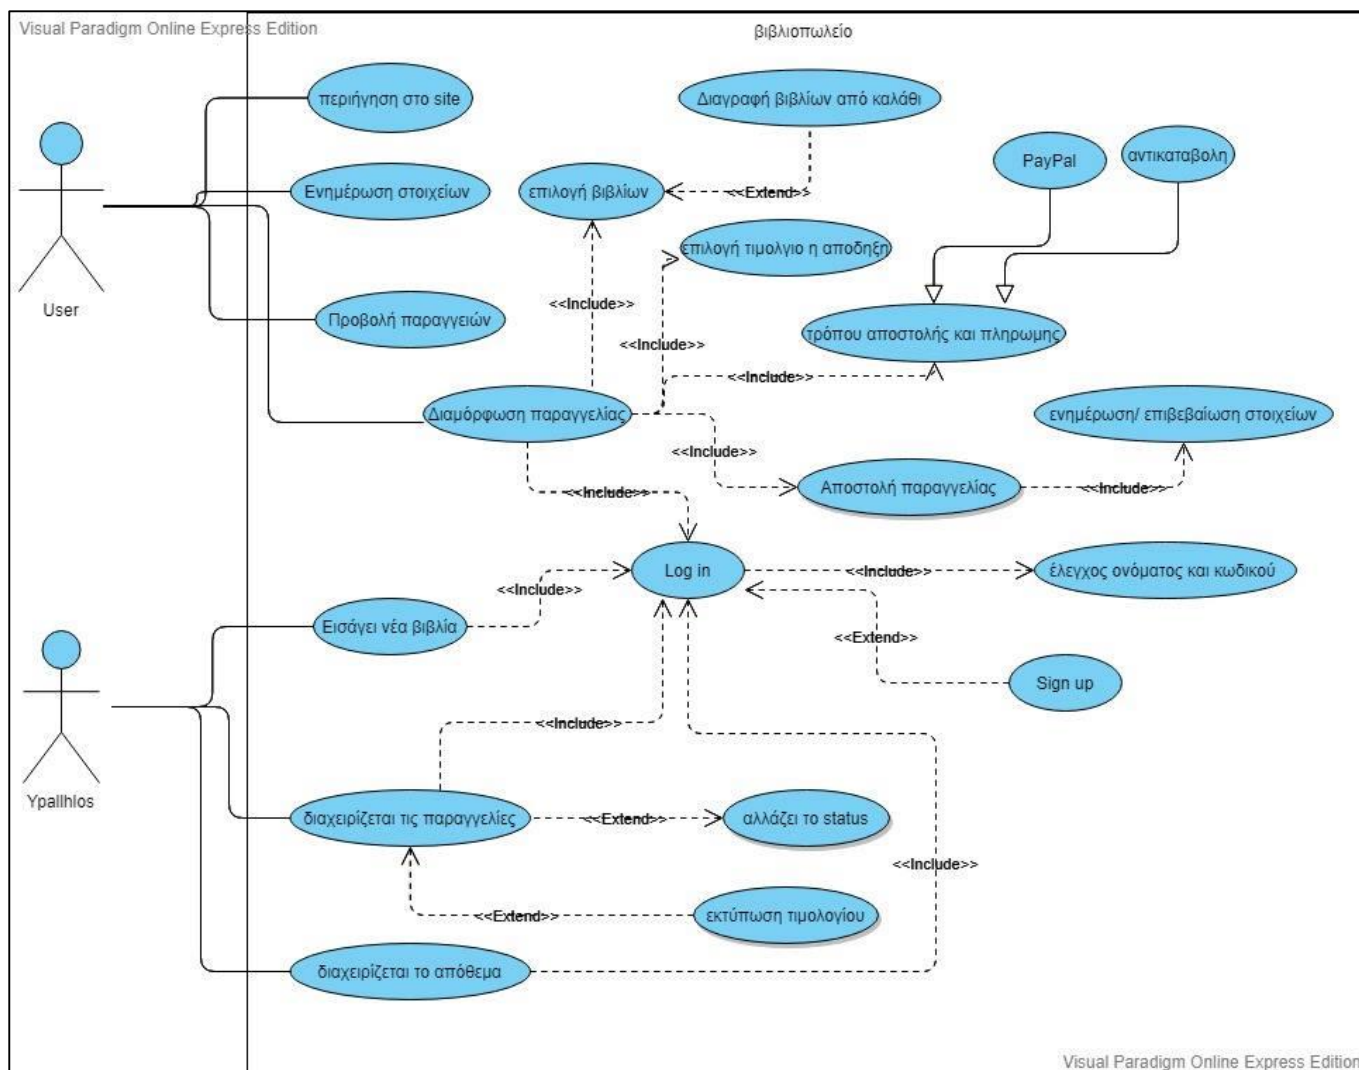 Visual Paradigm Online Express Edition
βιβλιοπωλείο
περιήγηση στο site
Διαγραφή βιβλίων από καλάθι
PayPal
αντικαταβολη
Ενημέρωση στοιχείων
επιλογή βιβλίων
<<Extend>>
επιλογή τιμολγιο η αποδηξη
User
<<Include>>
Προβολή παραγγειών
τρόπου αποστολής και πληρωμης
<<Include>>
<<Include>>
Διαμόρφωση παραγγελίας
ενημέρωση/ επιβεβαίωση στοιχείων
<<Include>>
Αποστολή παραγγελίας
<<Include>>
<<Include>>
Log in
<<Include>>
έλεγχος ονόματος και κωδικού
<<Include>>
Εισάγει νέα βιβλία
<<Extend>>
Sign up
<<Include>>
Ypallhlos
διαχειρίζεται τις παραγγελίες
<<Extend>>
αλλάζει το status
<<Include>>
<<Extend>>
εκτύπωση τιμολογίου
διαχειρίζεται το απόθεμα
Visual Paradigm Online Express Edition